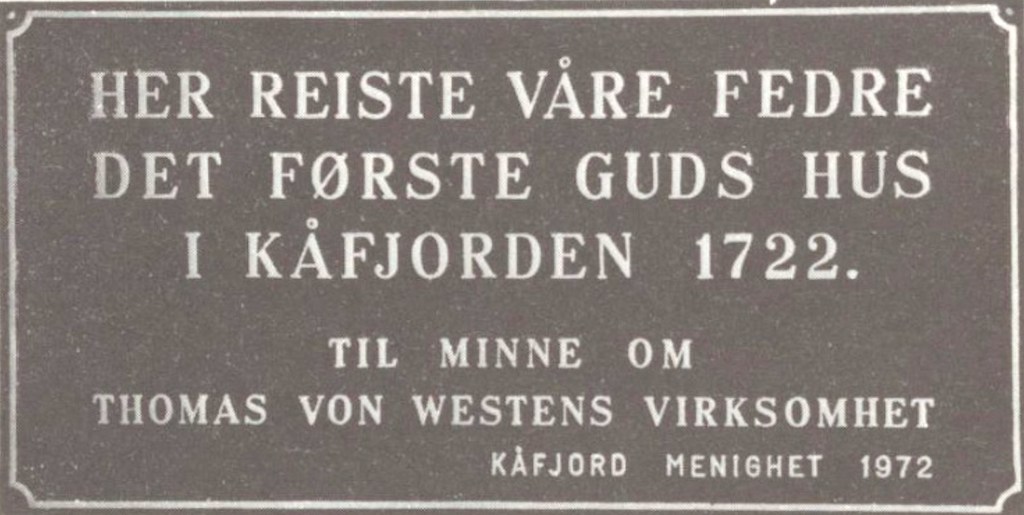 HER REISTE VÅRE FEDRE
DET FØRSTE GUDS HUS
I KÅFJORDEN 1722.
TIL MINNE OM
THOMAS VON WESTENS VIRKSOMHET
KÅFJORD MENIGHET 1972